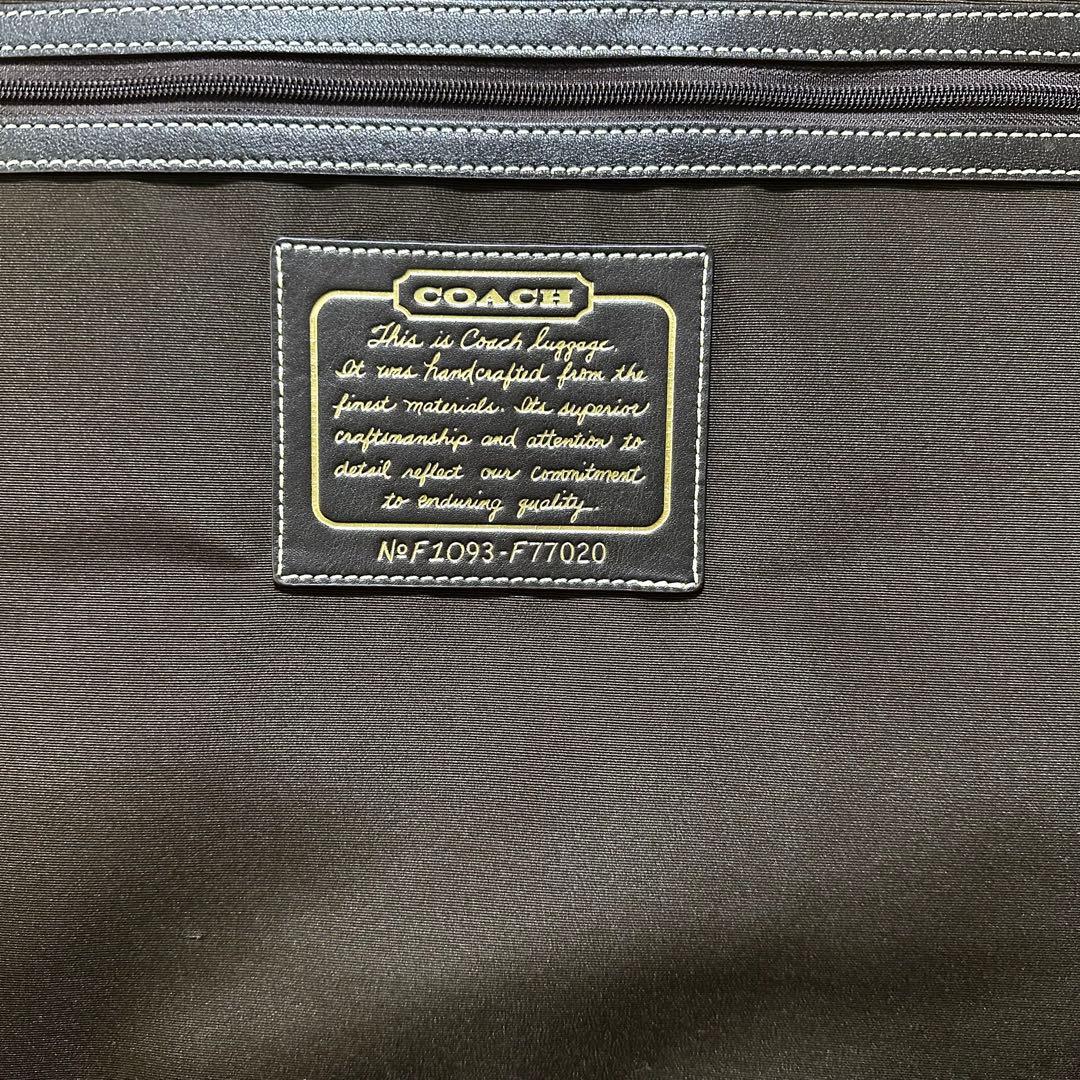 COACH
This is Coach luggage.
It was handcrafted from the
finest materials. Its superior
craftsmanship and attention to
detail reflect our commitment
to enduring quality.
№F1093-F77020